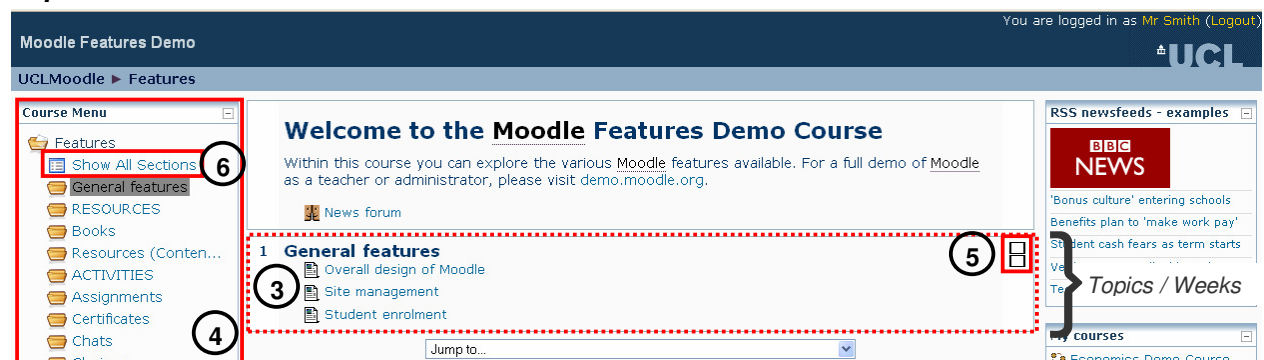 You are logged in as Mr Smith (Logout)
Moodle Features Demo
UCL
UCLMoodle ► Features
Course Menu
Features
Show All Sections
6
General features
RESOURCES
Books
Resources (Conten...
ACTIVITIES
Assignments
Certificates
Chats
4
Welcome to the Moodle Features Demo Course
Within this course you can explore the various Moodle features available. For a full demo of Moodle
as a teacher or administrator, please visit demo.moodle.org.
News forum
1 General features
5
Overall design of Moodle
3
Site management
Student enrolment
Jump to...
RSS newsfeeds - examples
BBC
NEWS
'Bonus culture' entering schools
Benefits plan to 'make work pay'
Student cash fears as term starts
Topics / Weeks
My courses
Economics Demo Course